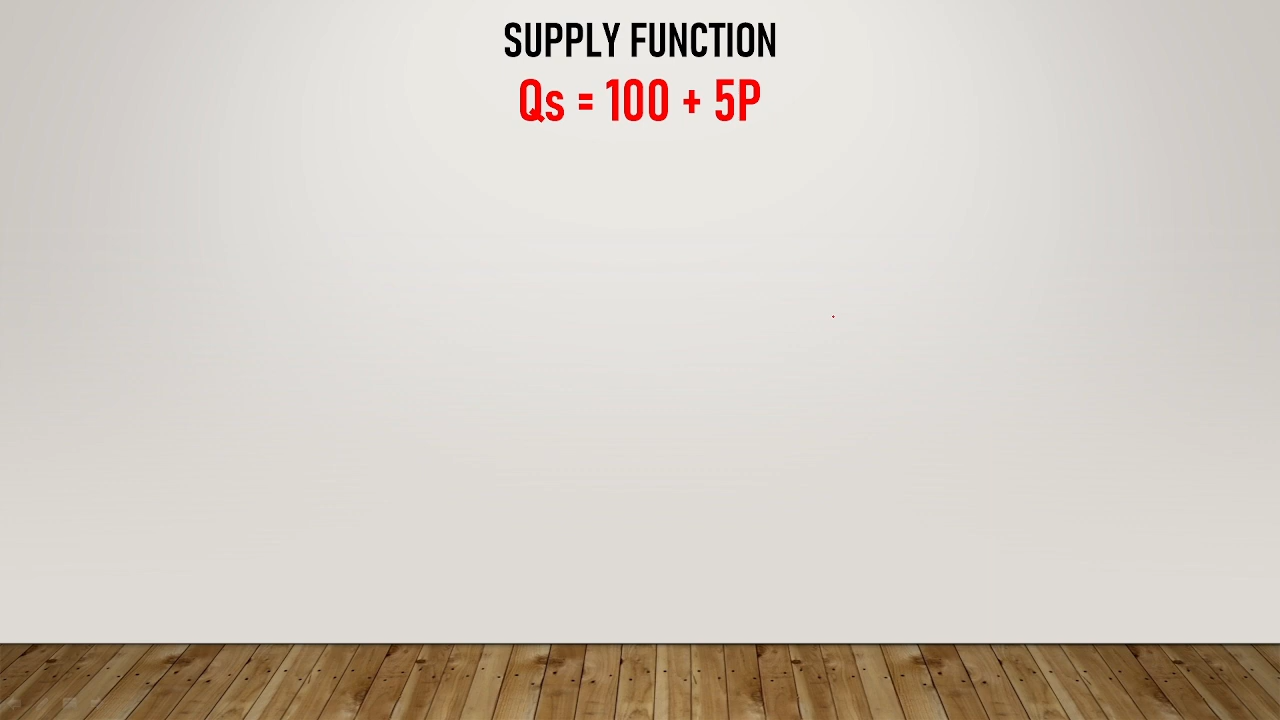 SUPPLY FUNCTION
Qs = 100 + 5P